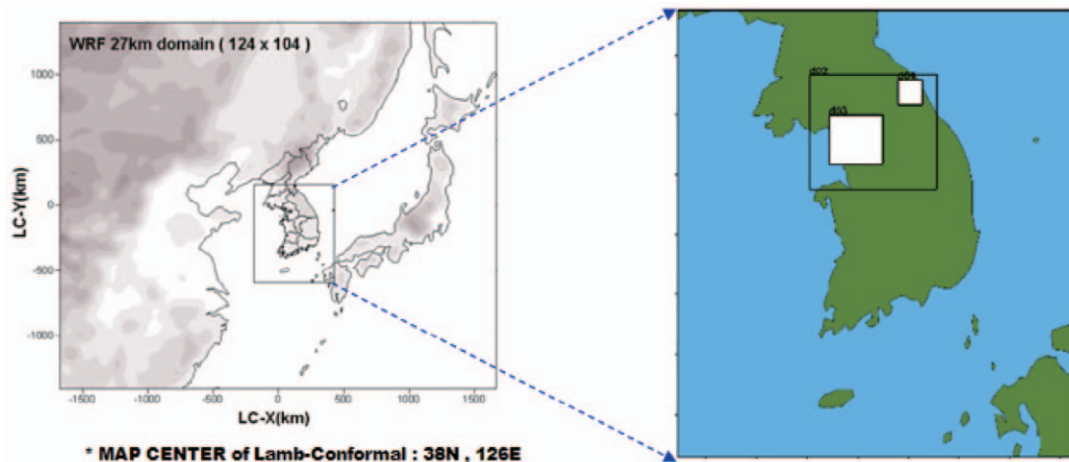 WRF 27km domain ( 124 x 104 )
LC-Y(km)
1000
500
0
-500
-1000
-1500
-1000
-500
0
500
1000
1500
LC-X(km)
* MAP CENTER of Lamb-Conformal : 38N , 126E
d02
d04
d03